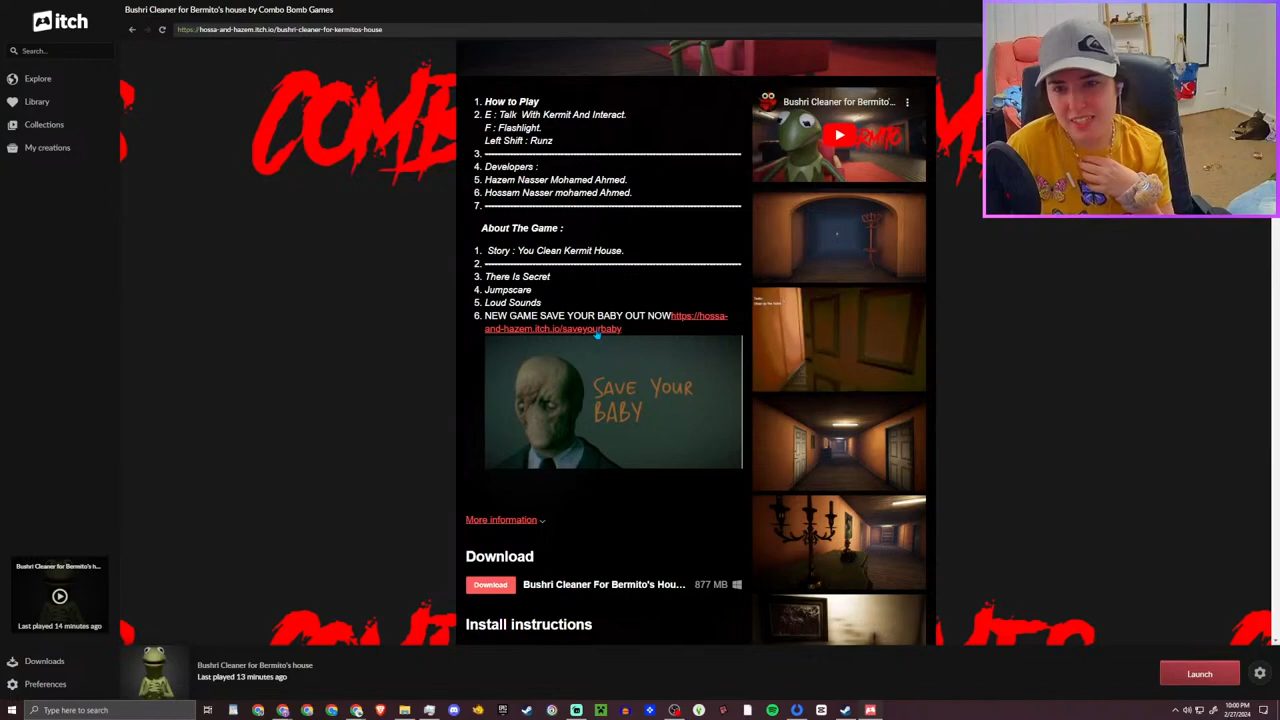 Bushri Cleaner for Bermito's house by Combo Bomb Games
itch
https://hossa-and-hazem.itch.io/bushri-cleaner-for-kermitos-house
Search...
Explore
Library
Collections
My creations
1. How to Play
2. E : Talk With Kermit And Interact.
F : Flashlight.
Left Shift : Runz
3. ----------------------------------------
4. Developers :
5. Hazem Nasser Mohamed Ahmed.
6. Hossam Nasser mohamed Ahmed.
7. ----------------------------------------
About The Game :
1. Story : You Clean Kermit House.
2. ----------------------------------------
3. There Is Secret
4. Jumpscare
5. Loud Sounds
6. NEW GAME SAVE YOUR BABY OUT NOWhttps://hossa-
and-hazem.itch.io/saveyourbaby
SAVE YOUR
BABY
More information
Download
Download
Bushri Cleaner For Bermito's Hou...
877 MB
Install instructions
Bushri Cleaner for Bermito'...
Bushri Cleaner for Bermito's h...
Last played 14 minutes ago
Downloads
Preferences
Bushri Cleaner for Bermito's house
Last played 13 minutes ago
Launch
Type here to search
10:00 PM
2/27/2024